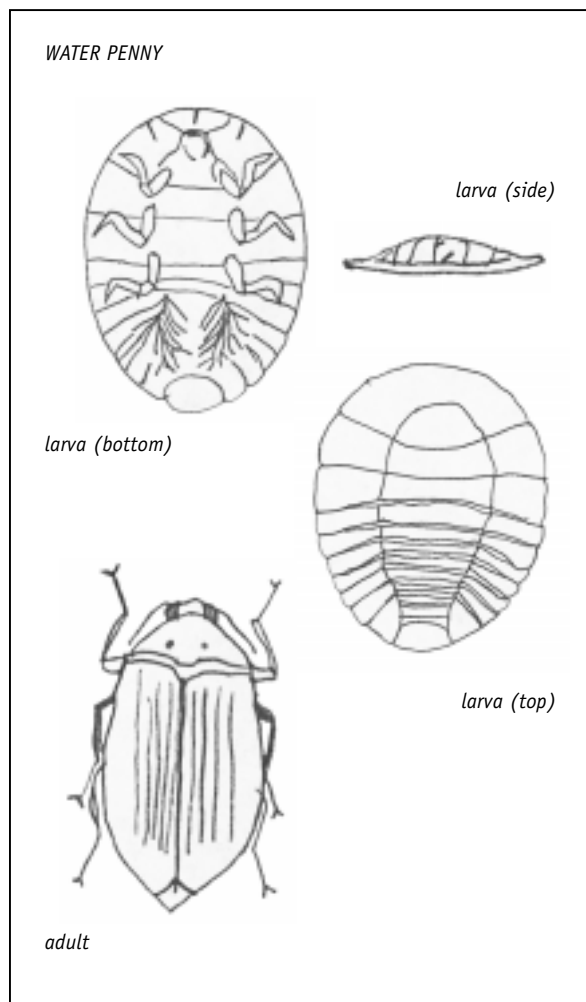 WATER PENNY
larva (side)
larva (bottom)
larva (top)
adult